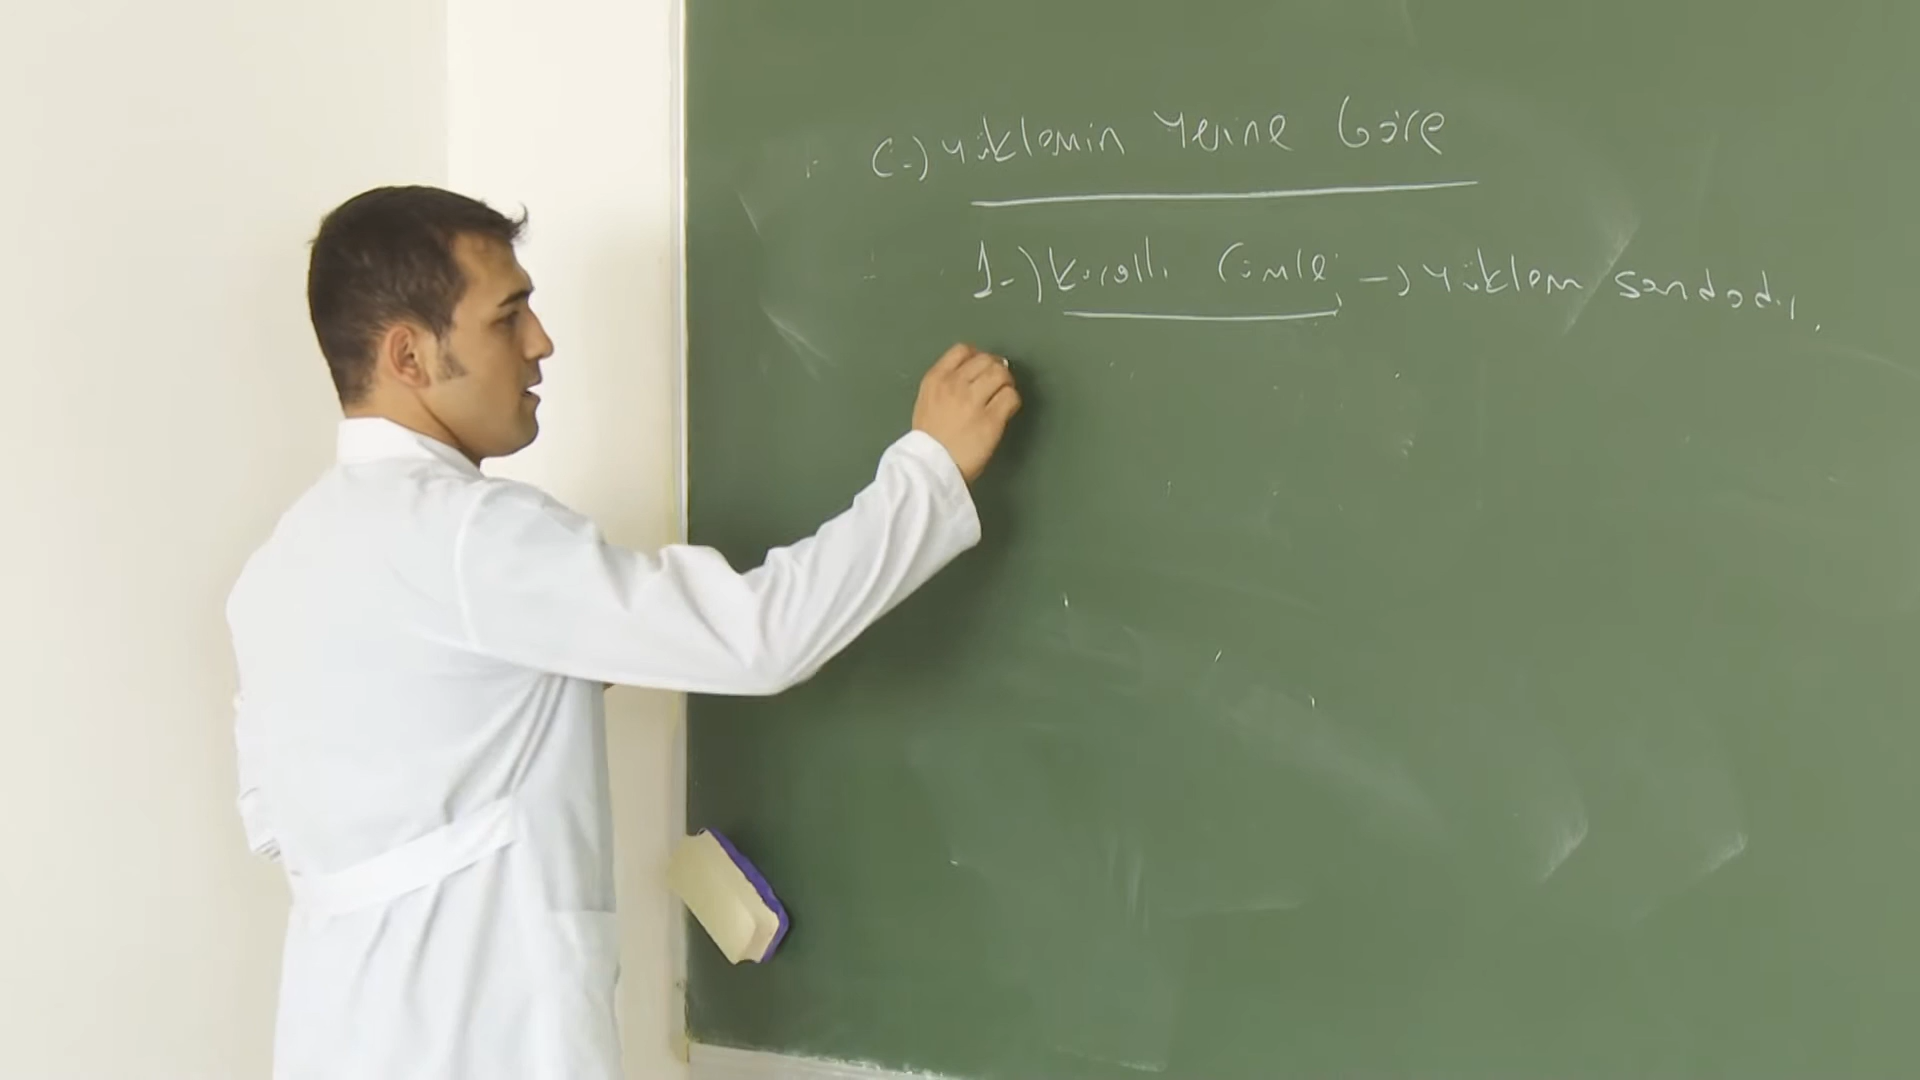 C-) Yüklemin Yerine Göre
1-) Kurallı Cümle → Yüklem sondadır.